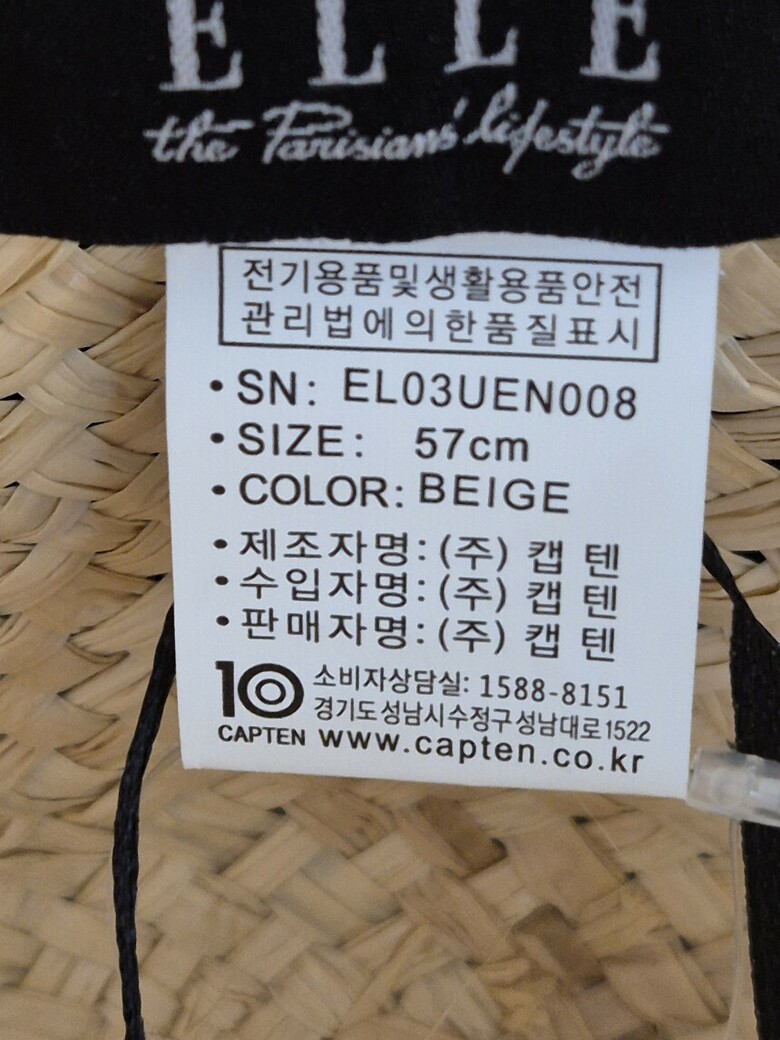 ELLE
the Parisians' lifestyle
전기용품및생활용품안전
관리법에의한품질표시
• SN: EL03UEN008
• SIZE: 57cm
• COLOR: BEIGE
• 제조자명: (주) 캡텐
• 수입자명: (주) 캡텐
• 판매자명: (주) 캡텐
소비자상담실: 1588-8151
경기도성남시수정구성남대로1522
10 CAPTEN www.capten.co.kr